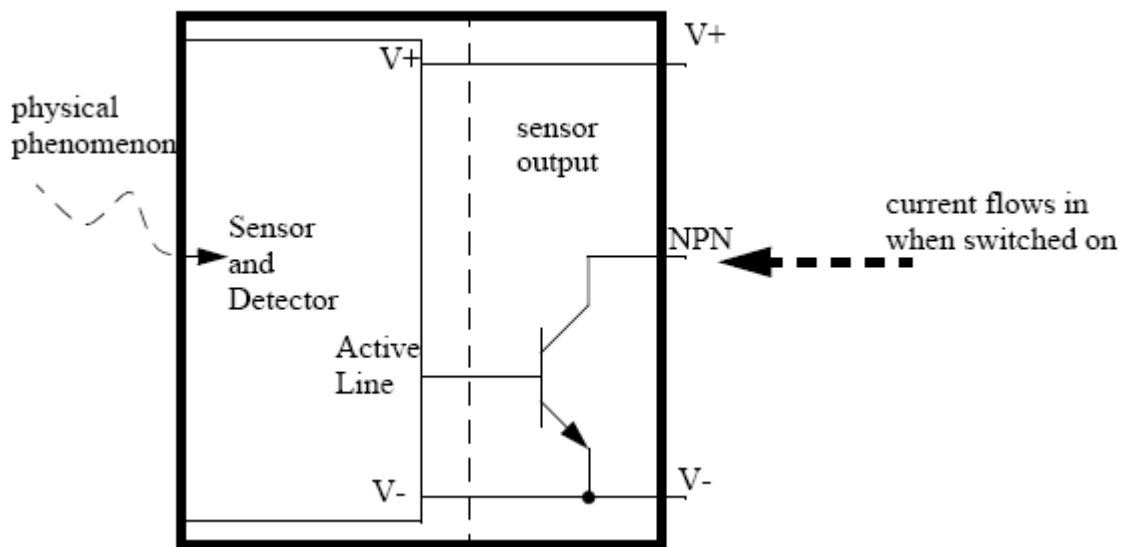 V+
V+
physical
phenomenon
sensor
output
current flows in
when switched on
NPN
Sensor
and
Detector
Active
Line
V-
V-